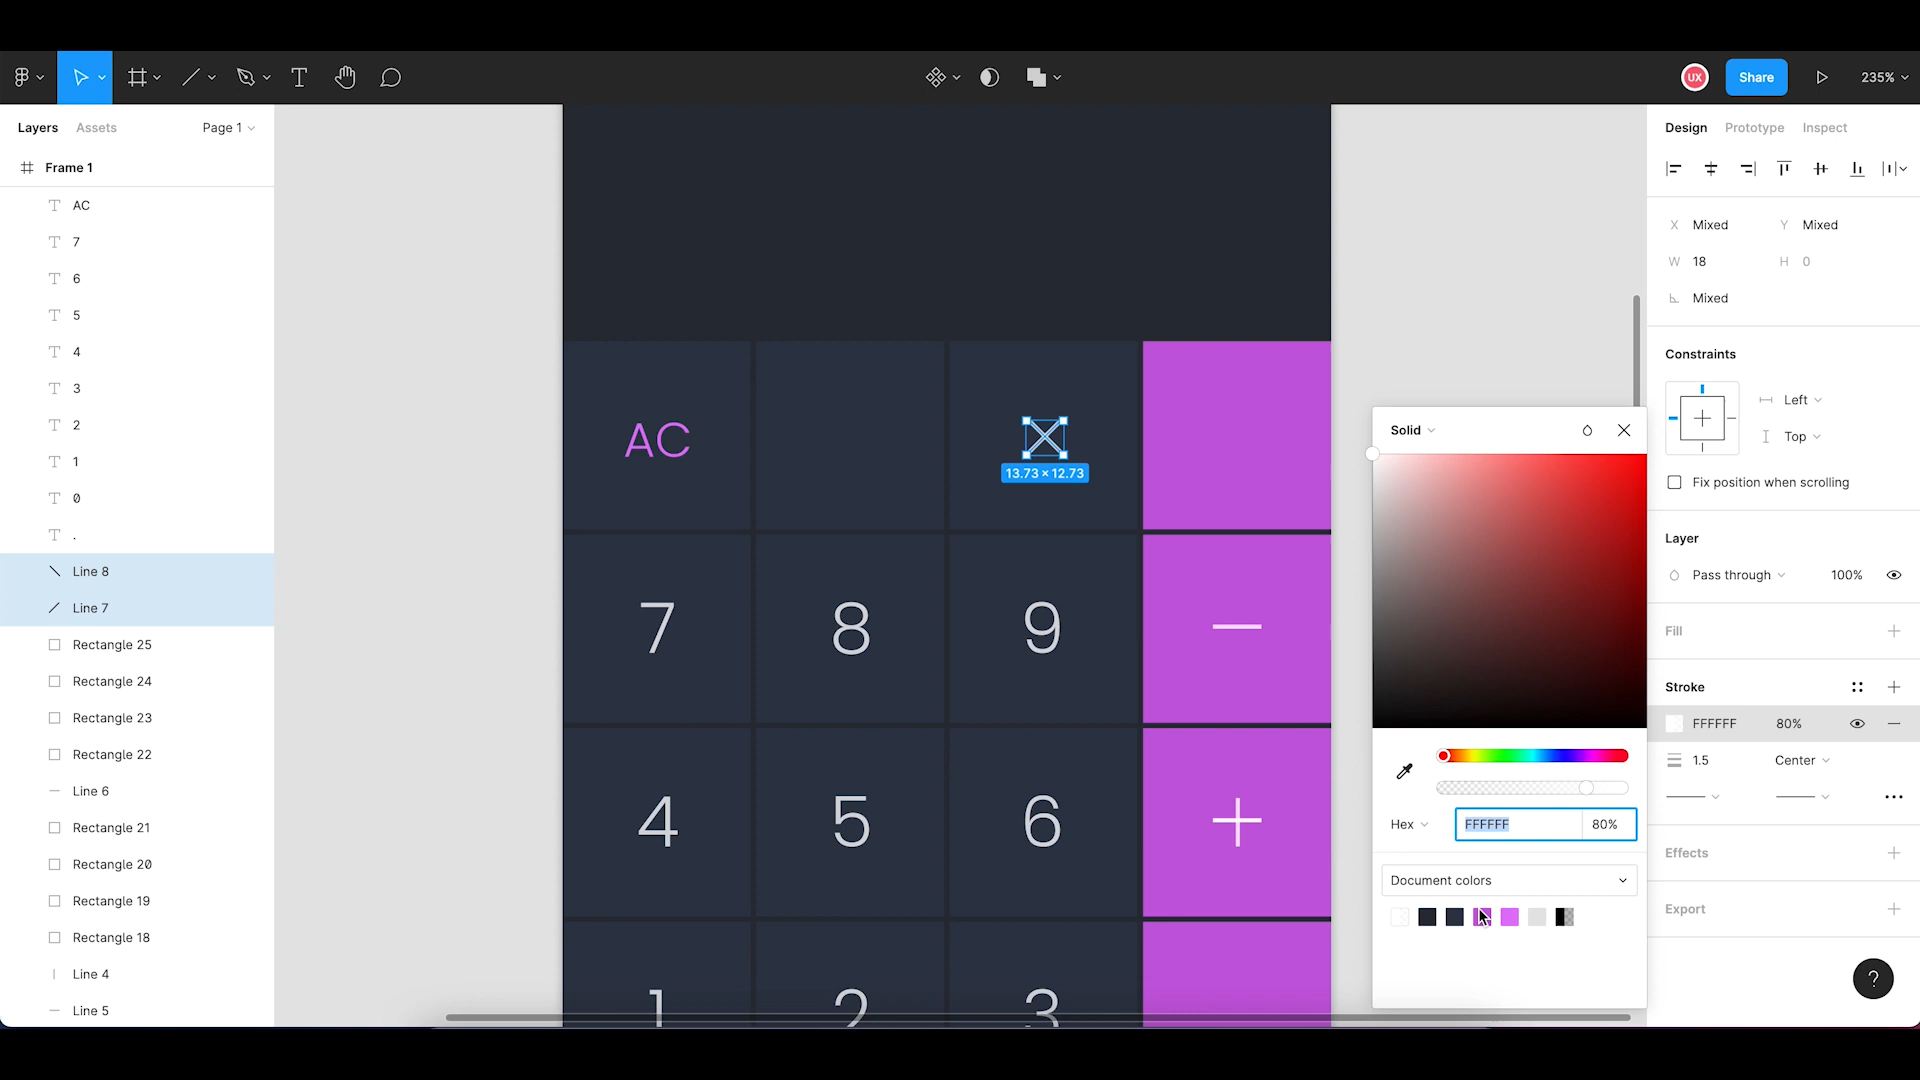 UX
Share
235%
Layers
Assets
Page 1
Frame 1
AC
7
6
5
4
3
2
1
0
.
Line 8
Line 7
Rectangle 25
Rectangle 24
Rectangle 23
Rectangle 22
Line 6
Rectangle 21
Rectangle 20
Rectangle 19
Rectangle 18
Line 4
Line 5
AC
13.73 × 12.73
7 8 9 −
4 5 6 +
1 2 3
Solid
Hex
FFFFFF
80%
Document colors
Design
Prototype
Inspect
X Mixed
Y Mixed
W 18
H 0
Mixed
Constraints
Left
Top
Fix position when scrolling
Layer
Pass through
100%
Fill
Stroke
FFFFFF
80%
1.5
Center
Effects
Export
?